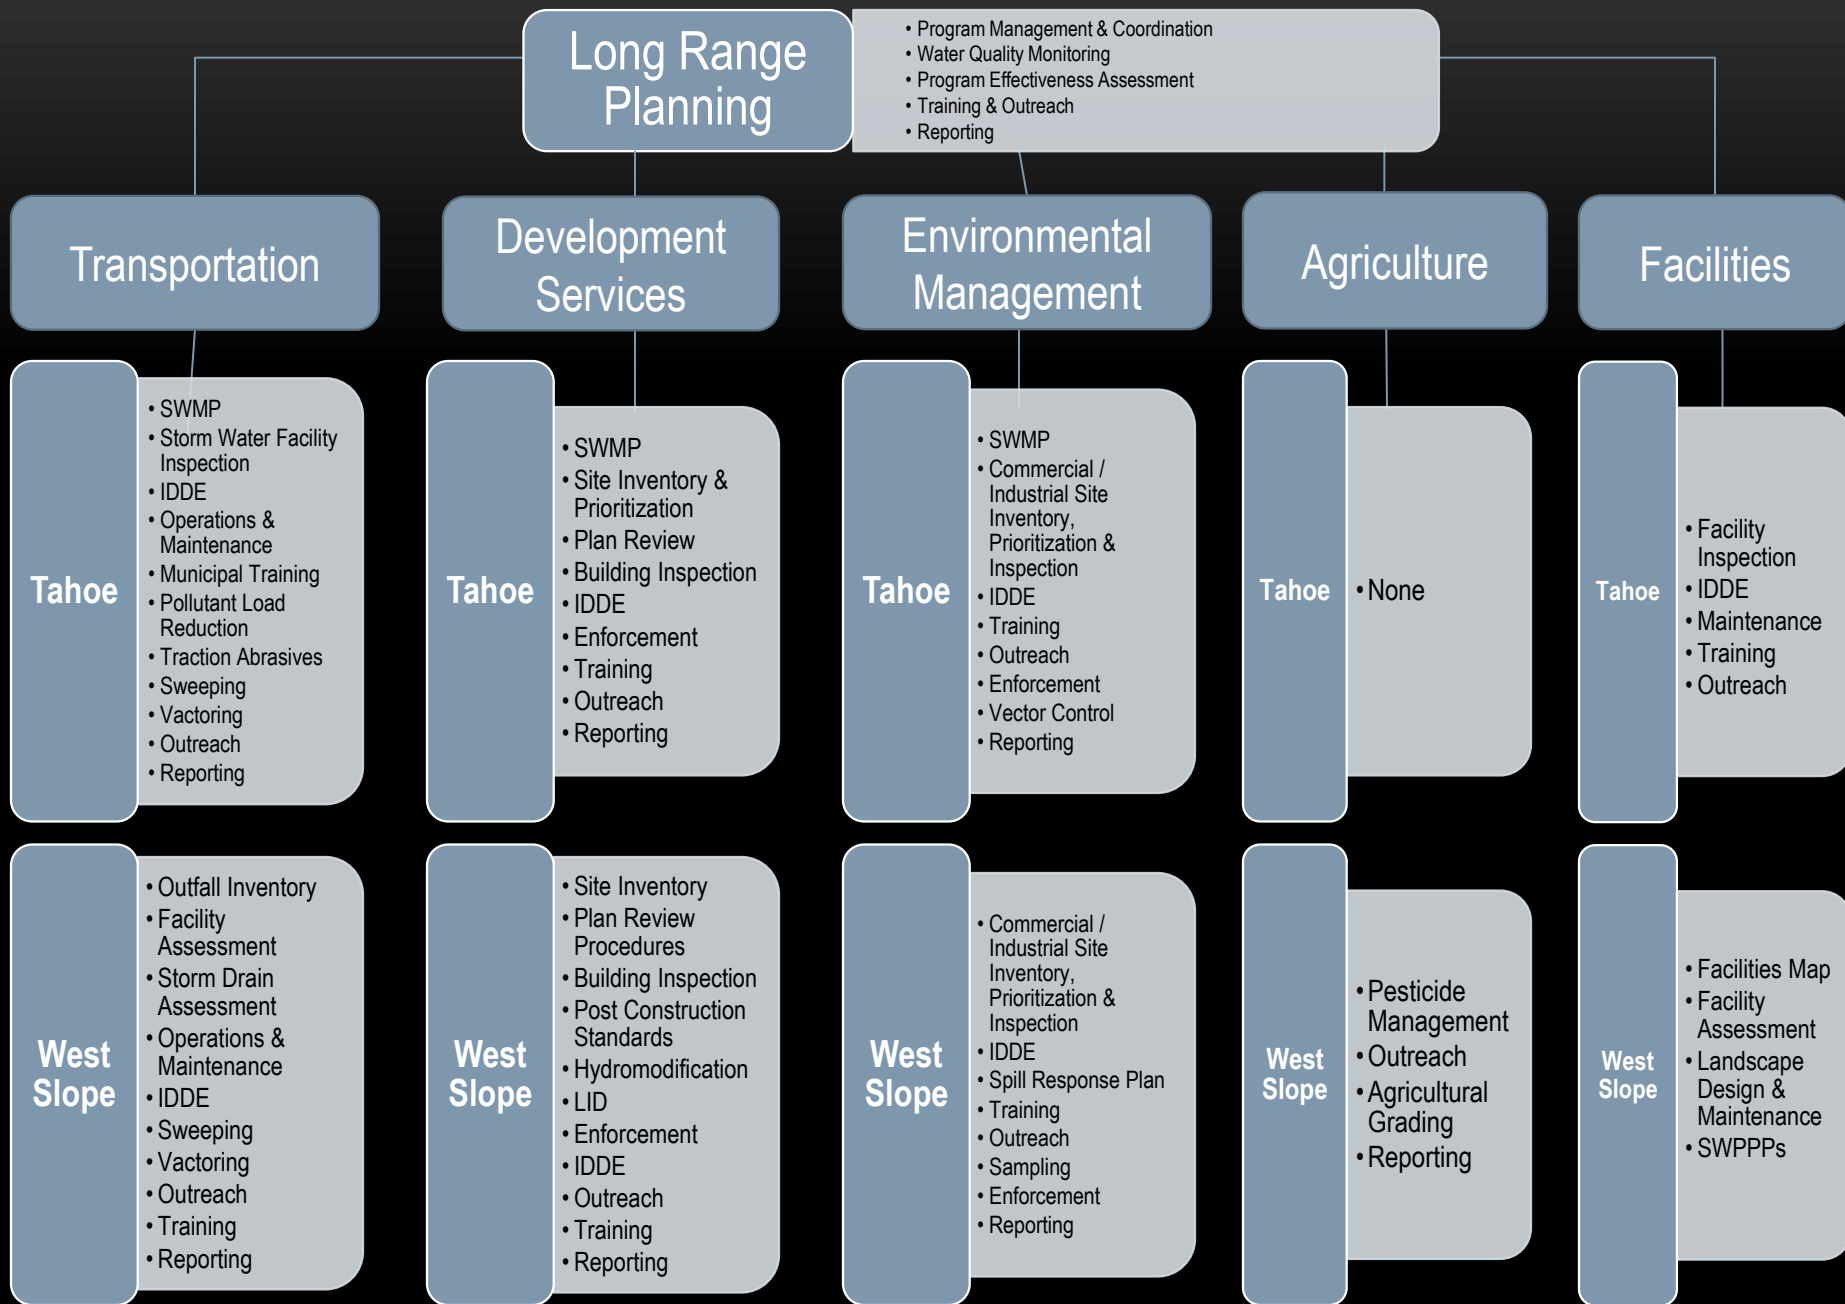 Long Range
Planning
• Program Management & Coordination
• Water Quality Monitoring
• Program Effectiveness Assessment
• Training & Outreach
• Reporting
Transportation
Development
Services
Environmental
Management
Agriculture
Facilities
Tahoe
• SWMP
• Storm Water Facility
Inspection
• IDDE
• Operations &
Maintenance
• Municipal Training
• Pollutant Load
Reduction
• Traction Abrasives
• Sweeping
• Vactoring
• Outreach
• Reporting
Tahoe
• SWMP
• Site Inventory &
Prioritization
• Plan Review
• Building Inspection
• IDDE
• Enforcement
• Training
• Outreach
• Reporting
Tahoe
• SWMP
• Commercial /
Industrial Site
Inventory,
Prioritization &
Inspection
• IDDE
• Training
• Outreach
• Enforcement
• Vector Control
• Reporting
Tahoe
• None
Tahoe
• Facility
Inspection
• IDDE
• Maintenance
• Training
• Outreach
West
Slope
• Outfall Inventory
• Facility
Assessment
• Storm Drain
Assessment
• Operations &
Maintenance
• IDDE
• Sweeping
• Vactoring
• Outreach
• Training
• Reporting
West
Slope
• Site Inventory
• Plan Review
Procedures
• Building Inspection
• Post Construction
Standards
• Hydromodification
• LID
• Enforcement
• IDDE
• Outreach
• Training
• Reporting
West
Slope
• Commercial /
Industrial Site
Inventory,
Prioritization &
Inspection
• IDDE
• Spill Response Plan
• Training
• Outreach
• Sampling
• Enforcement
• Reporting
West
Slope
• Pesticide
Management
• Outreach
• Agricultural
Grading
• Reporting
West
Slope
• Facilities Map
• Facility
Assessment
• Landscape
Design &
Maintenance
• SWPPPs